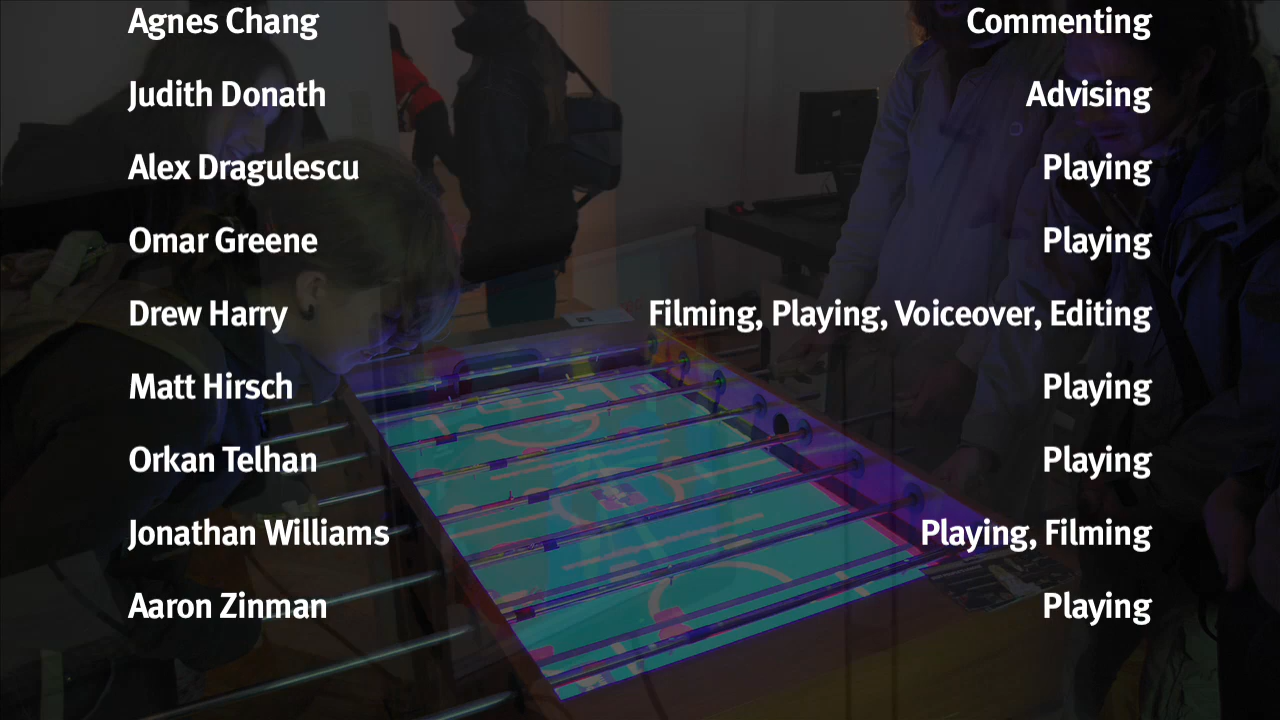 Agnes Chang Commenting
Judith Donath Advising
Alex Dragulescu Playing
Omar Greene Playing
Drew Harry Filming, Playing, Voiceover, Editing
Matt Hirsch Playing
Orkan Telhan Playing
Jonathan Williams Playing, Filming
Aaron Zinman Playing